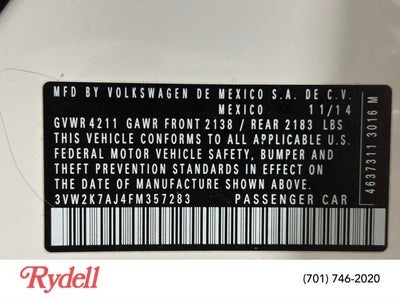 MFD BY VOLKSWAGEN DE MEXICO S.A. DE C.V.
MEXICO 11/14
GVWR 4211 GAWR FRONT 2138 / REAR 2183 LBS
THIS VEHICLE CONFORMS TO ALL APPLICABLE U.S.
FEDERAL MOTOR VEHICLE SAFETY, BUMPER AND
THEFT PREVENTION STANDARDS IN EFFECT ON
THE DATE OF MANUFACTURE SHOWN ABOVE.
3VW2K7AJ4FM357283 PASSENGER CAR
4637311 3016 M
Rydell
(701) 746-2020